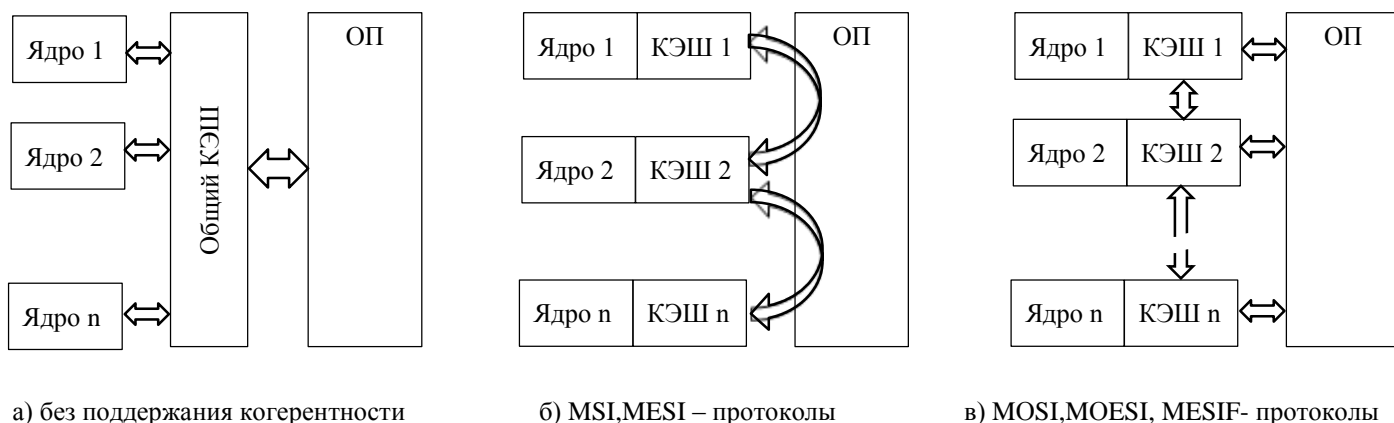 Ядро 1
Ядро 2
Ядро n
Общий КЭШ
ОП
а) без поддержания когерентности
Ядро 1 КЭШ 1
Ядро 2 КЭШ 2
Ядро n КЭШ n
ОП
б) MSI,MESI – протоколы
Ядро 1 КЭШ 1
Ядро 2 КЭШ 2
Ядро n КЭШ n
ОП
в) MOSI,MOESI, MESIF- протоколы